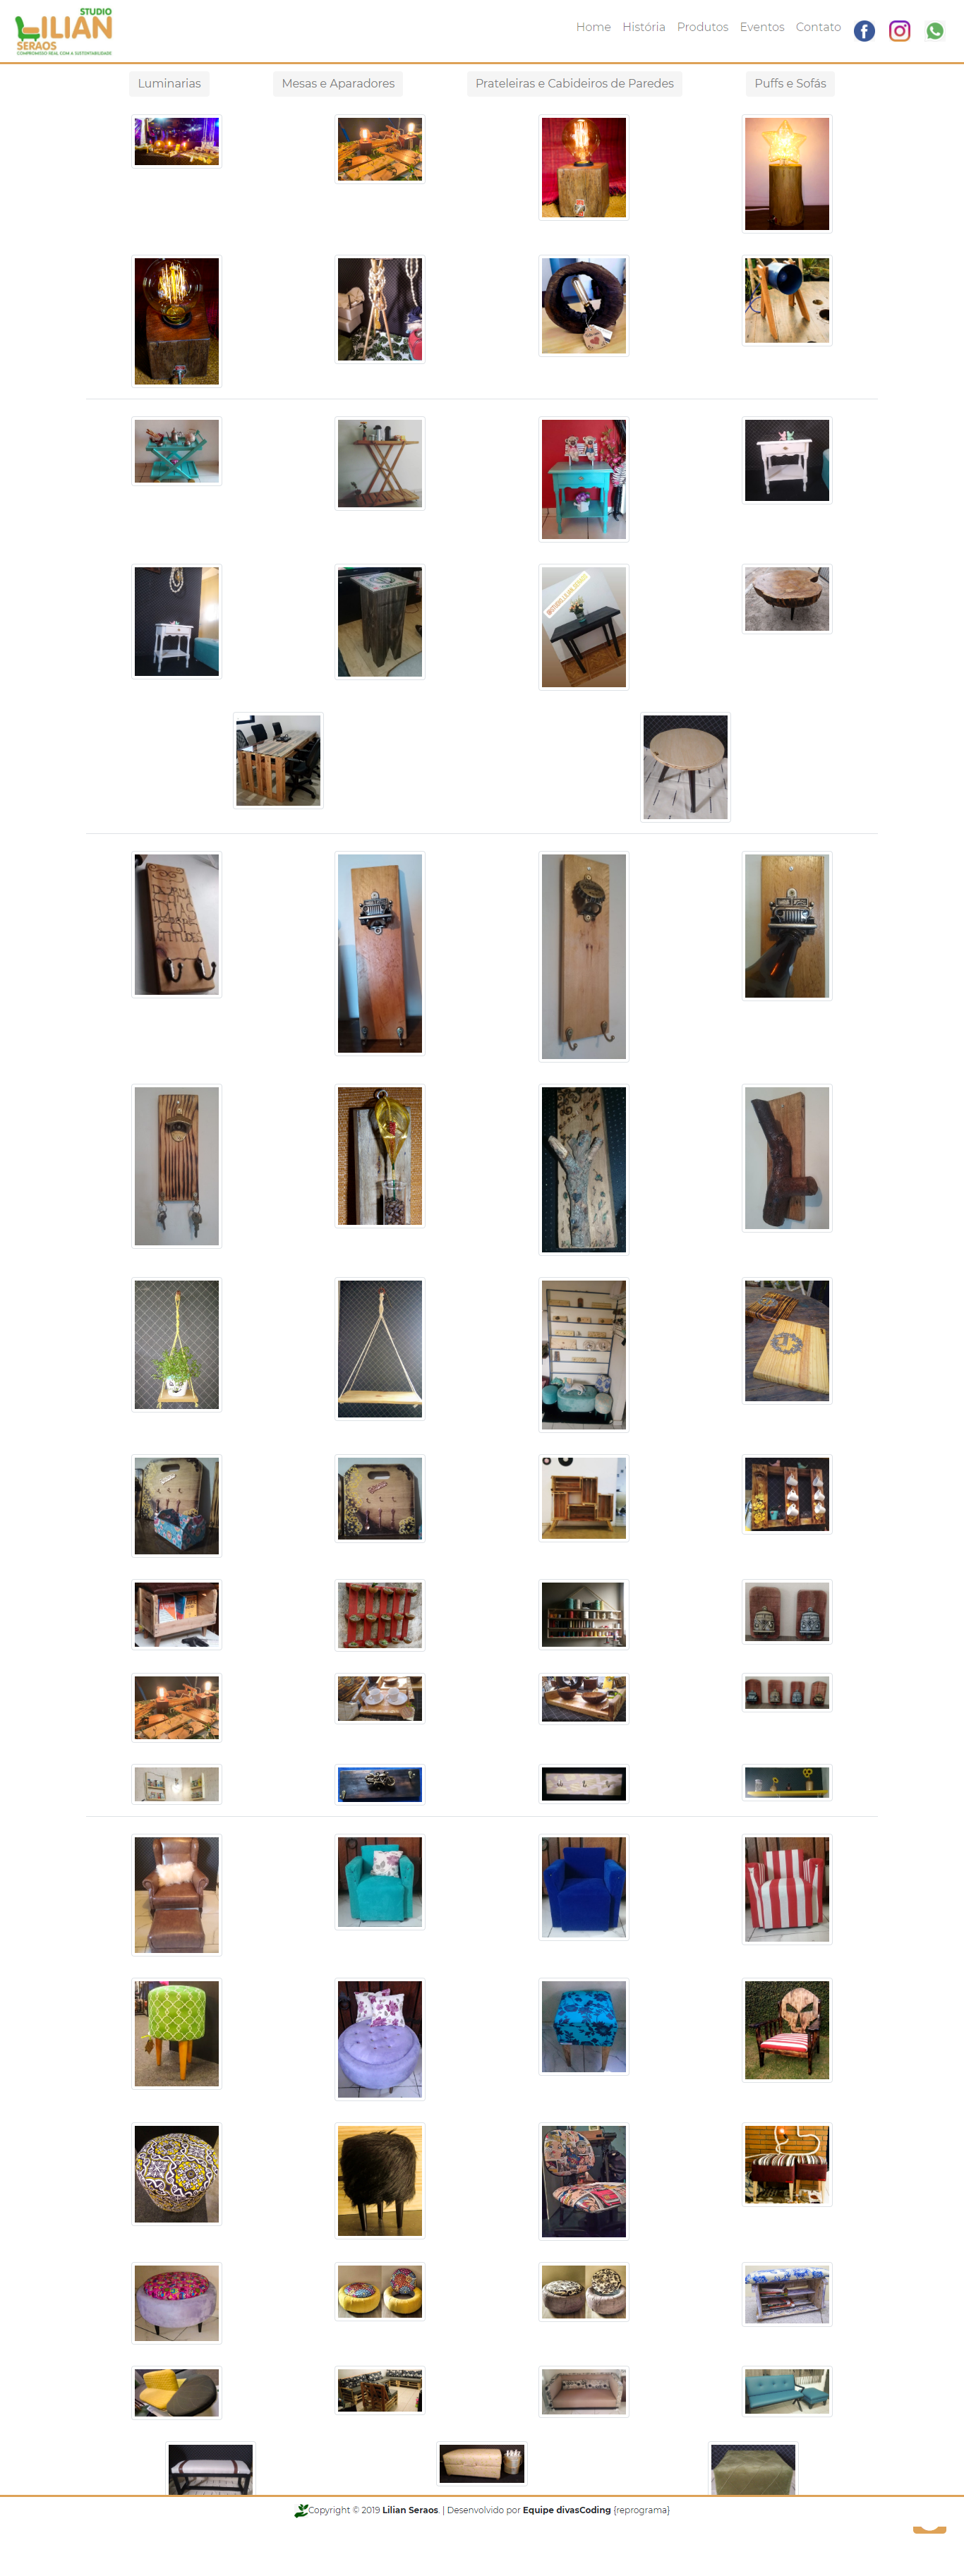 STUDIO
LILIAN
SERAOS
COMPROMISSO REAL COM A SUSTENTABILIDADE
Home História Produtos Eventos Contato
Luminarias Mesas e Aparadores Prateleiras e Cabideiros de Paredes Puffs e Sofás
Copyright © 2019 Lilian Seraos. | Desenvolvido por Equipe divasCoding {reprograma}